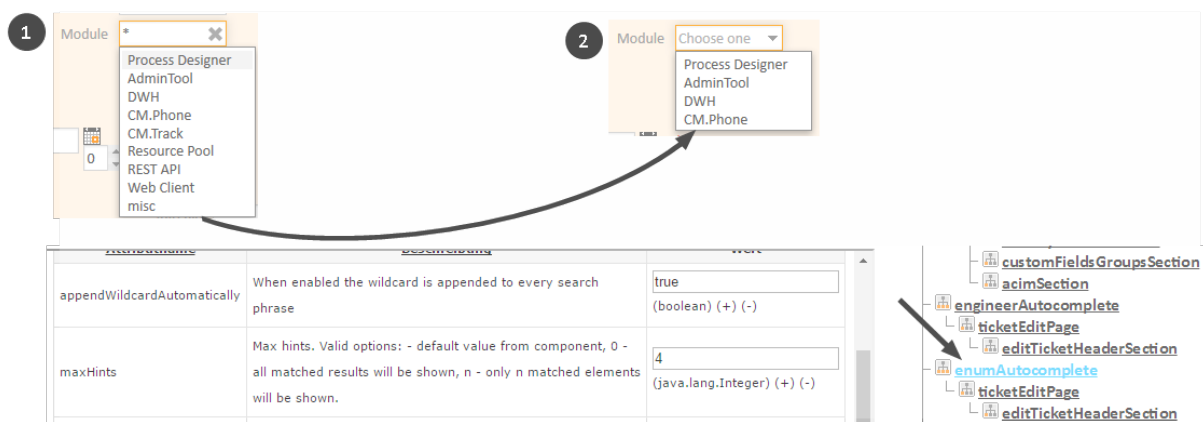 1
Module
*
Process Designer
AdminTool
DWH
CM.Phone
CM.Track
Resource Pool
REST API
Web Client
misc
0
2
Module
Choose one
Process Designer
AdminTool
DWH
CM.Phone
Attributname
Beschreibung
Wert
appendWildcardAutomatically
When enabled the wildcard is appended to every search
phrase
true
(boolean) (+) (-)
maxHints
Max hints. Valid options: - default value from component, 0 -
all matched results will be shown, n - only n matched elements
will be shown.
4
(java.lang.Integer) (+) (-)
customFieldsGroupsSection
acimSection
engineerAutocomplete
ticketEditPage
editTicketHeaderSection
enumAutocomplete
ticketEditPage
editTicketHeaderSection